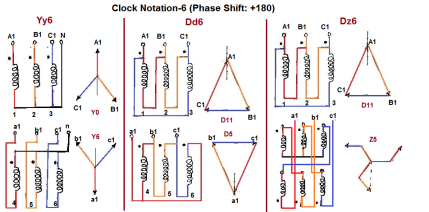 Clock Notation-6 (Phase Shift: +180)
Yy6
Dd6
Dz6
A1 B1 C1 N
A1
C1 B1
1 2 3
Y0
A1 B1 C1
A1
C1 B1
1 2 3
D11
A1 B1 C1
A1
C1 B1
1 2 3
D11
a1 b1 c1 n
Y6
b1 c1
a1
4 5 6
a1 b1 c1
D5
b1 c1
a1
4 5 6
a1 b1 c1
Z5